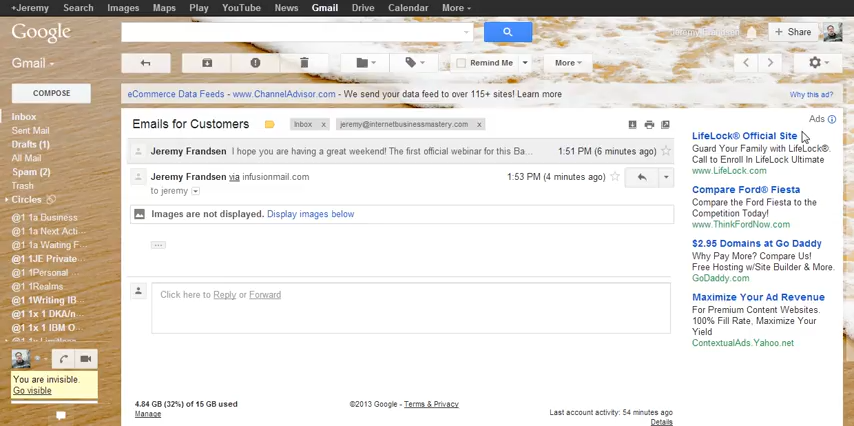 +Jeremy Search Images Maps Play YouTube News Gmail Drive Calendar More
Google
Jeremy Frandsen
+ Share
Gmail
Remind Me
More
COMPOSE
eCommerce Data Feeds - www.ChannelAdvisor.com - We send your data feed to over 115+ sites! Learn more
Why this ad?
Inbox
Sent Mail
Drafts (1)
All Mail
Spam (2)
Trash
Circles
@1 1a Business
@1 1a Next Acti...
@1 1a Waiting F...
@1 1JE Private...
@1 1Personal ...
@1 1Realms
@1 1Writing IB
@1 1x 1 DKA/n
@1 1x 1 IBM O...
You are invisible.
Go visible
Emails for Customers
Inbox x
jeremy@internetbusinessmastery.com x
Jeremy Frandsen I hope you are having a great weekend! The first official webinar for this Ba...
1:51 PM (6 minutes ago)
Jeremy Frandsen via infusionmail.com
1:53 PM (4 minutes ago)
to jeremy
Images are not displayed. Display images below
...
Click here to Reply or Forward
4.84 GB (32%) of 15 GB used
Manage
©2013 Google - Terms & Privacy
Last account activity: 54 minutes ago
Details
Ads
LifeLock® Official Site
Guard Your Family with LifeLock®.
Call to Enroll In LifeLock Ultimate
www.LifeLock.com
Compare Ford® Fiesta
Compare the Ford Fiesta to the
Competition Today!
www.ThinkFordNow.com
$2.95 Domains at Go Daddy
Why Pay More? Compare Us!
Free Hosting w/Site Builder & More.
GoDaddy.com
Maximize Your Ad Revenue
For Premium Content Websites.
100% Fill Rate, Maximize Your
Yield
ContextualAds.Yahoo.net